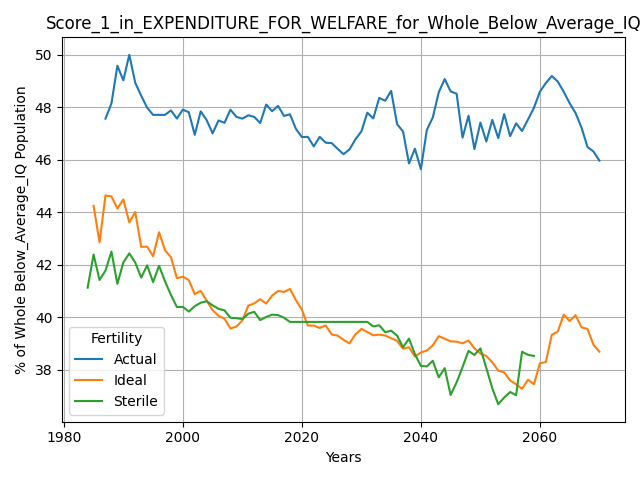 Score_1_in_EXPENDITURE_FOR_WELFARE_for_Whole_Below_Average_IQ
% of Whole Below_Average_IQ Population
50
48
46
44
42
40
38
Fertility
Actual
Ideal
Sterile
1980
2000
2020
2040
2060
Years